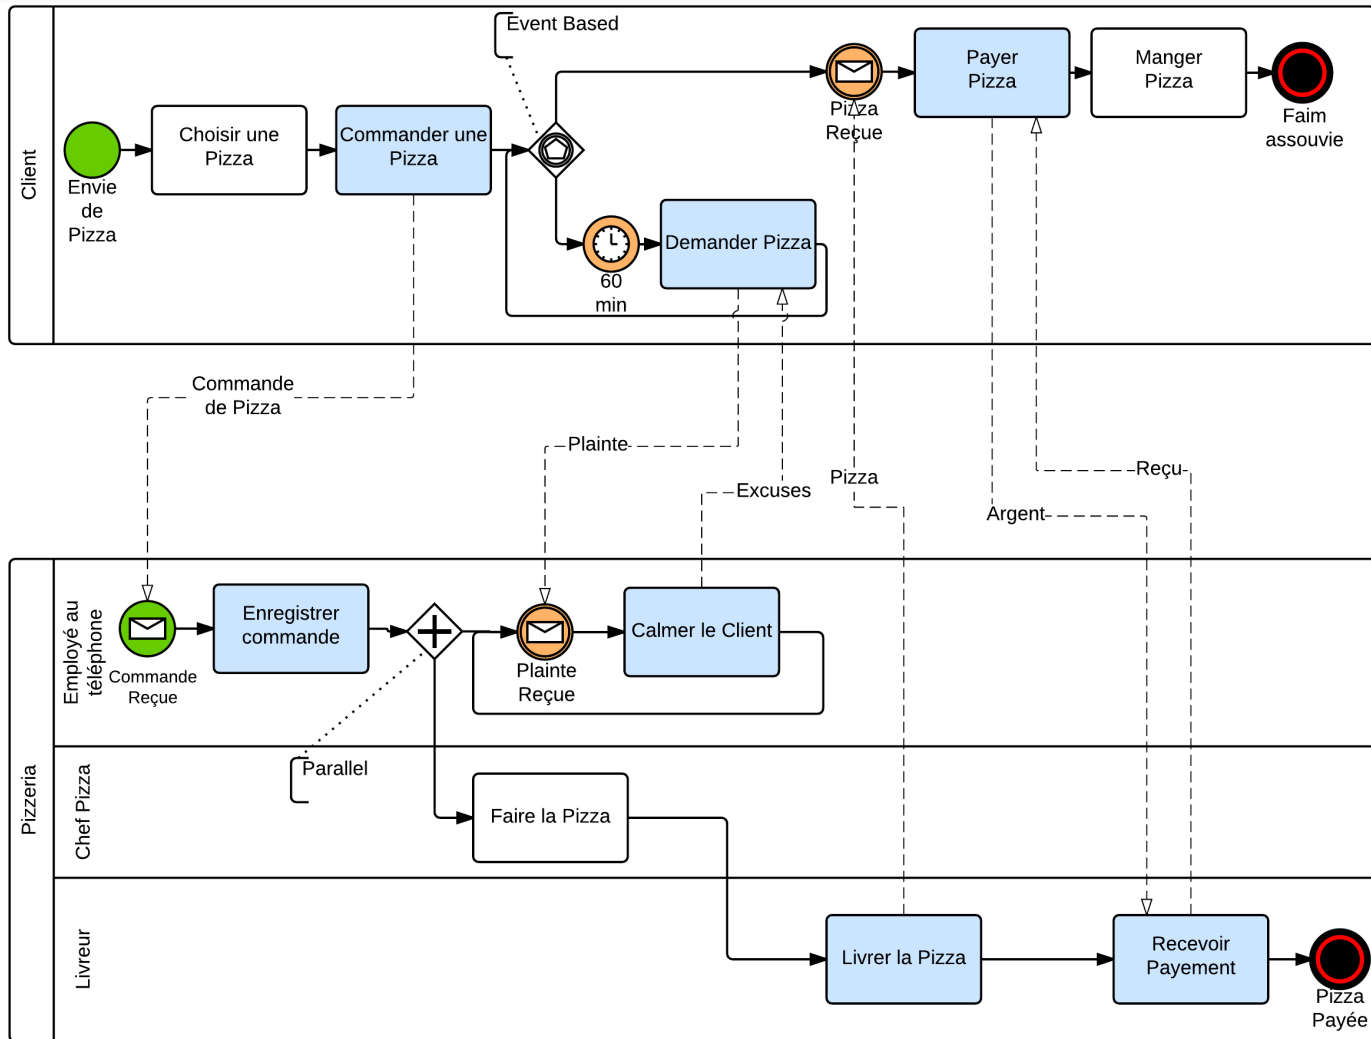 Event Based
Client
Envie
de
Pizza
Choisir une
Pizza
Commander une
Pizza
60
min
Demander Pizza
Pizza
Reçue
Payer
Pizza
Manger
Pizza
Faim
assouvie
Commande
de Pizza
Plainte
Excuses
Pizza
Reçu
Argent
Pizzeria
Employé au
téléphone
Commande
Reçue
Enregistrer
commande
Plainte
Reçue
Calmer le Client
Parallel
Chef Pizza
Faire la Pizza
Livreur
Livrer la Pizza
Recevoir
Payement
Pizza
Payée